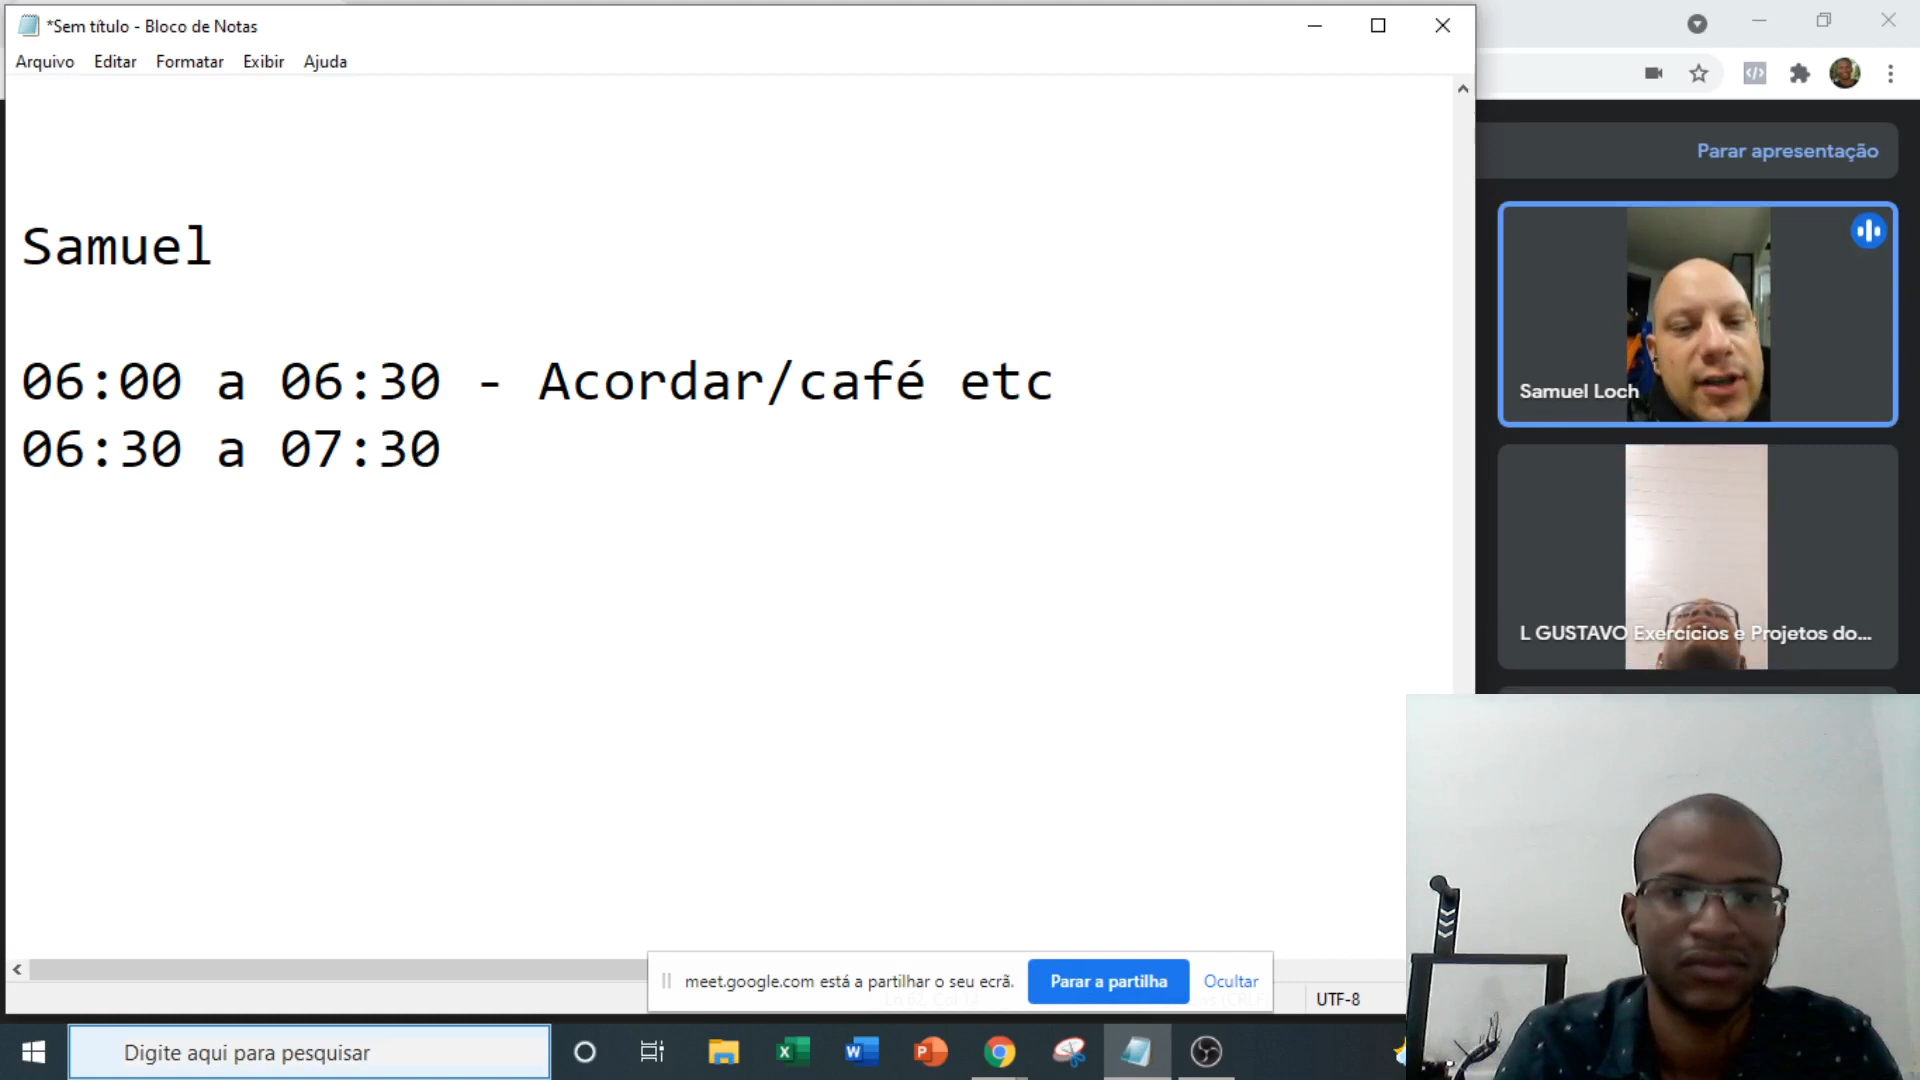 *Sem título - Bloco de Notas
Arquivo Editar Formatar Exibir Ajuda
Parar apresentação
Samuel
06:00 a 06:30 - Acordar/café etc
06:30 a 07:30
Samuel Loch
L GUSTAVO Exercícios e Projetos do...
meet.google.com está a partilhar o seu ecrã. Parar a partilha Ocultar
UTF-8
Digite aqui para pesquisar